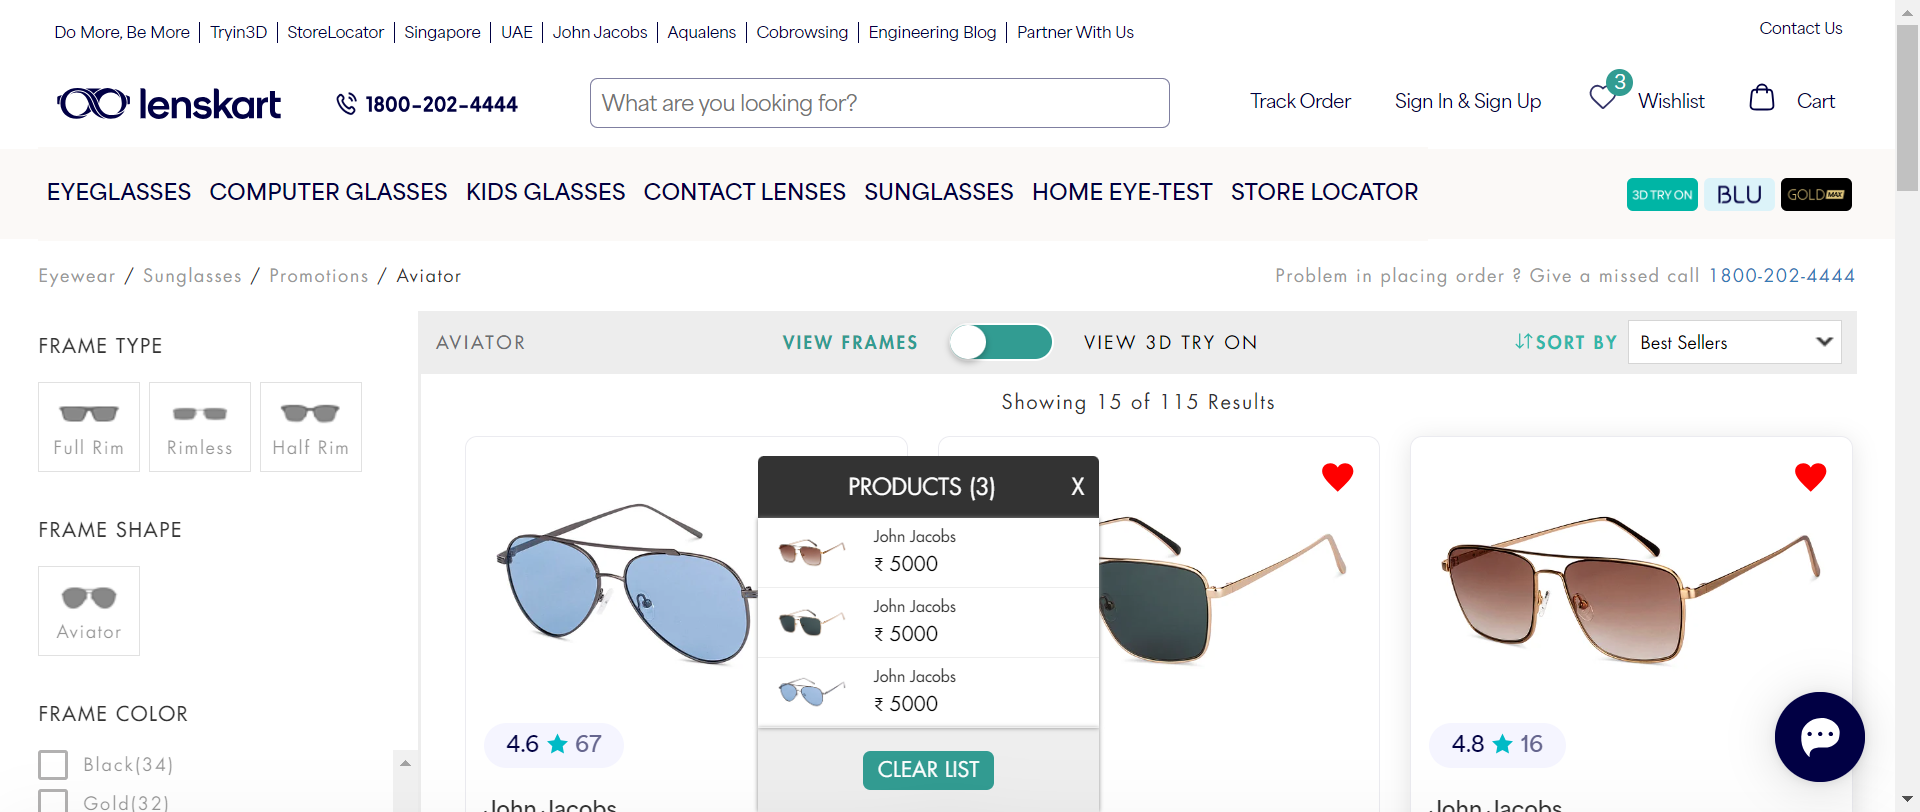 Do More, Be More
Tryin3D
StoreLocator
Singapore
UAE
John Jacobs
Aqualens
Cobrowsing
Engineering Blog
Partner With Us
Contact Us
lenskart
1800-202-4444
What are you looking for?
Track Order
Sign In & Sign Up
3
Wishlist
Cart
EYEGLASSES
COMPUTER GLASSES
KIDS GLASSES
CONTACT LENSES
SUNGLASSES
HOME EYE-TEST
STORE LOCATOR
3D TRY ON
BLU
GOLD MAX
Eyewear / Sunglasses / Promotions / Aviator
Problem in placing order ? Give a missed call 1800-202-4444
FRAME TYPE
Full Rim
Rimless
Half Rim
FRAME SHAPE
Aviator
FRAME COLOR
Black(34)
Gold(32)
AVIATOR
VIEW FRAMES
VIEW 3D TRY ON
SORT BY
Best Sellers
Showing 15 of 115 Results
PRODUCTS (3)
X
John Jacobs
₹ 5000
John Jacobs
₹ 5000
John Jacobs
₹ 5000
CLEAR LIST
4.6 ★ 67
John Jacobs
4.8 ★ 16
John Jacobs